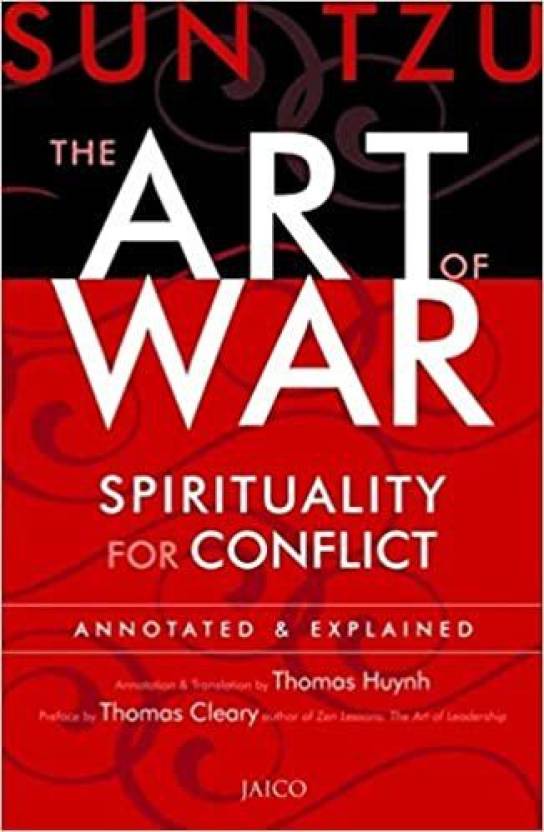 SUN TZU
THE ART OF
WAR
SPIRITUALITY
FOR CONFLICT
ANNOTATED & EXPLAINED
Annotation & Translation by Thomas Huynh
Preface by Thomas Cleary author of Zen Lessons: The Art of Leadership
JAICO